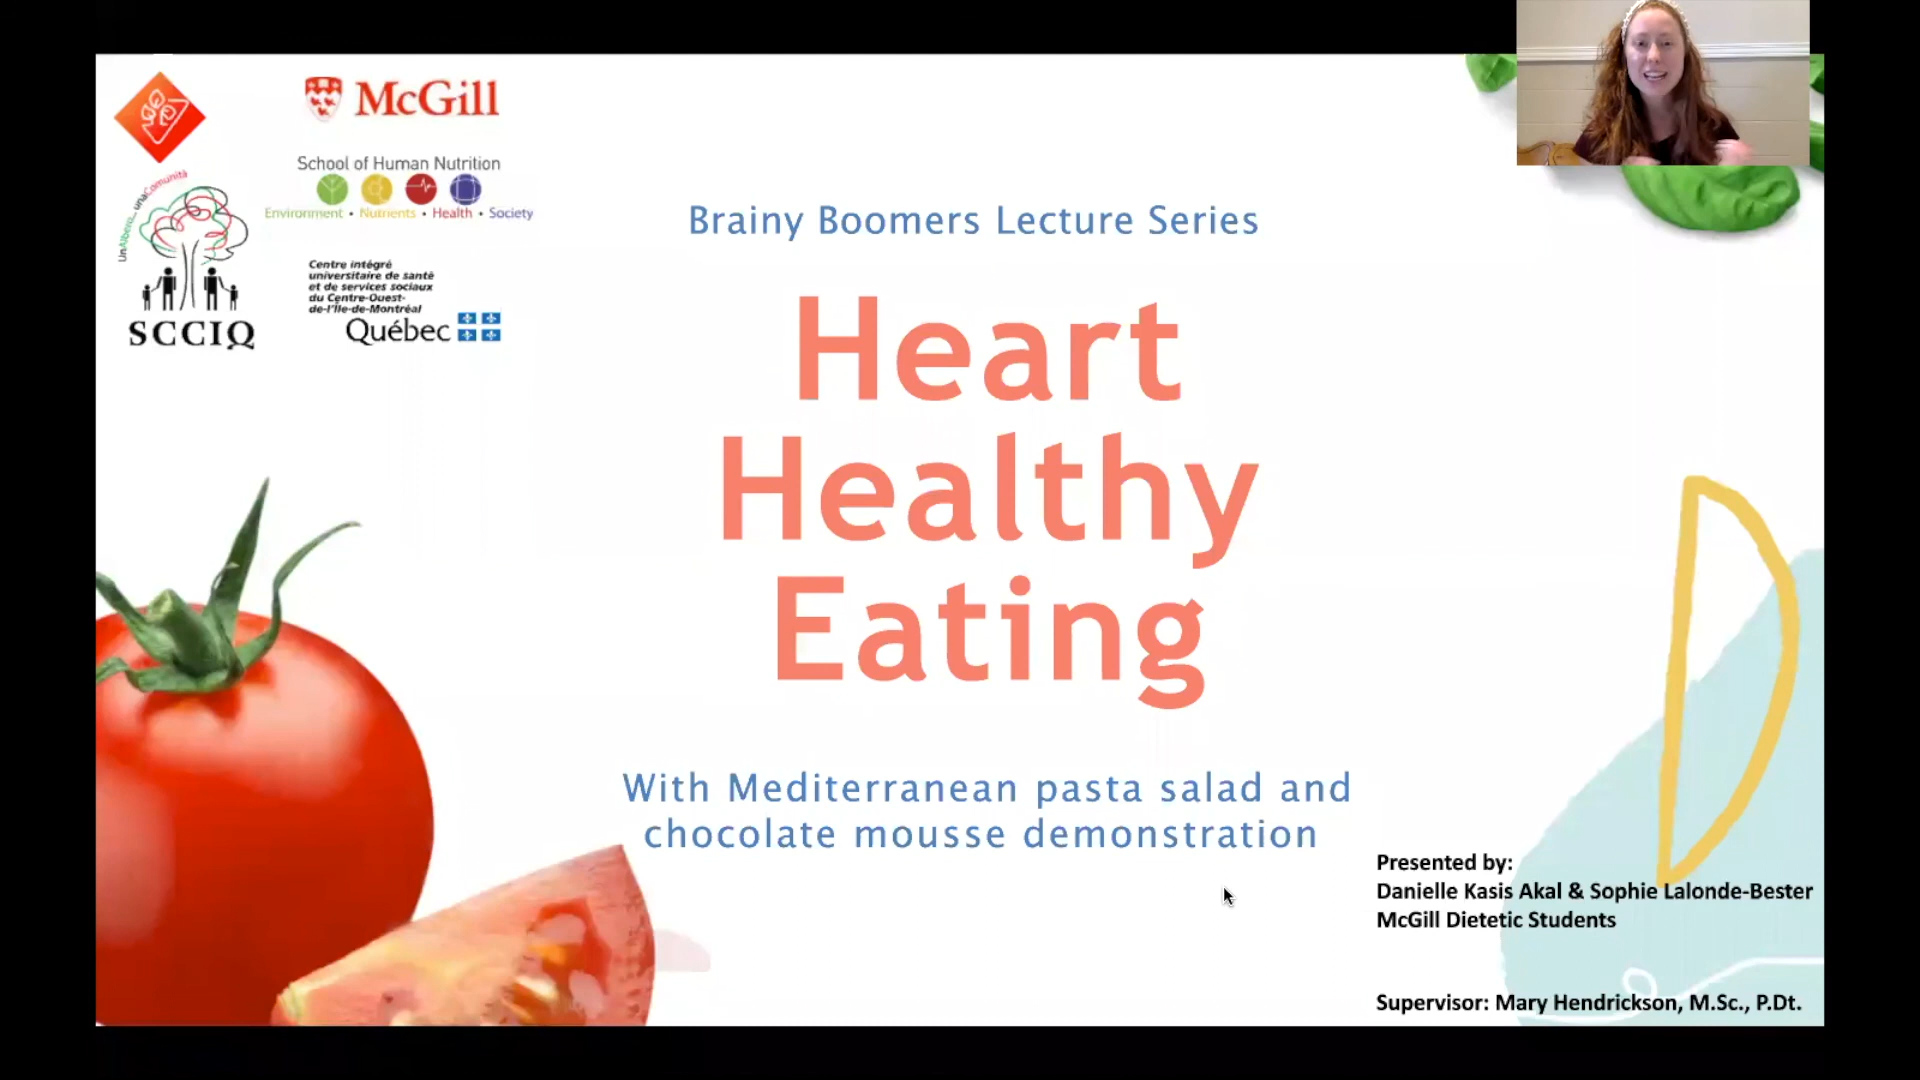 McGill
School of Human Nutrition
Environment • Nutrients • Health • Society
UnAlbero... unaComunità
SCCIQ
Centre intégré
universitaire de santé
et de services sociaux
du Centre-Ouest-
de-l'Île-de-Montréal
Québec
Brainy Boomers Lecture Series
Heart
Healthy
Eating
With Mediterranean pasta salad and
chocolate mousse demonstration
Presented by:
Danielle Kasis Akal & Sophie Lalonde-Bester
McGill Dietetic Students
Supervisor: Mary Hendrickson, M.Sc., P.Dt.